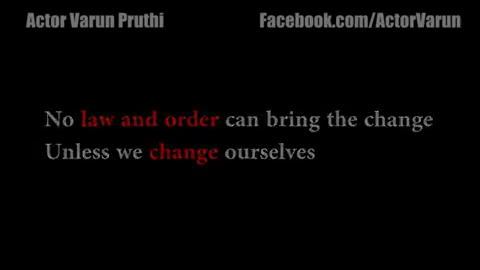 Actor Varun Pruthi
Facebook.com/ActorVarun
No law and order can bring the change
Unless we change ourselves